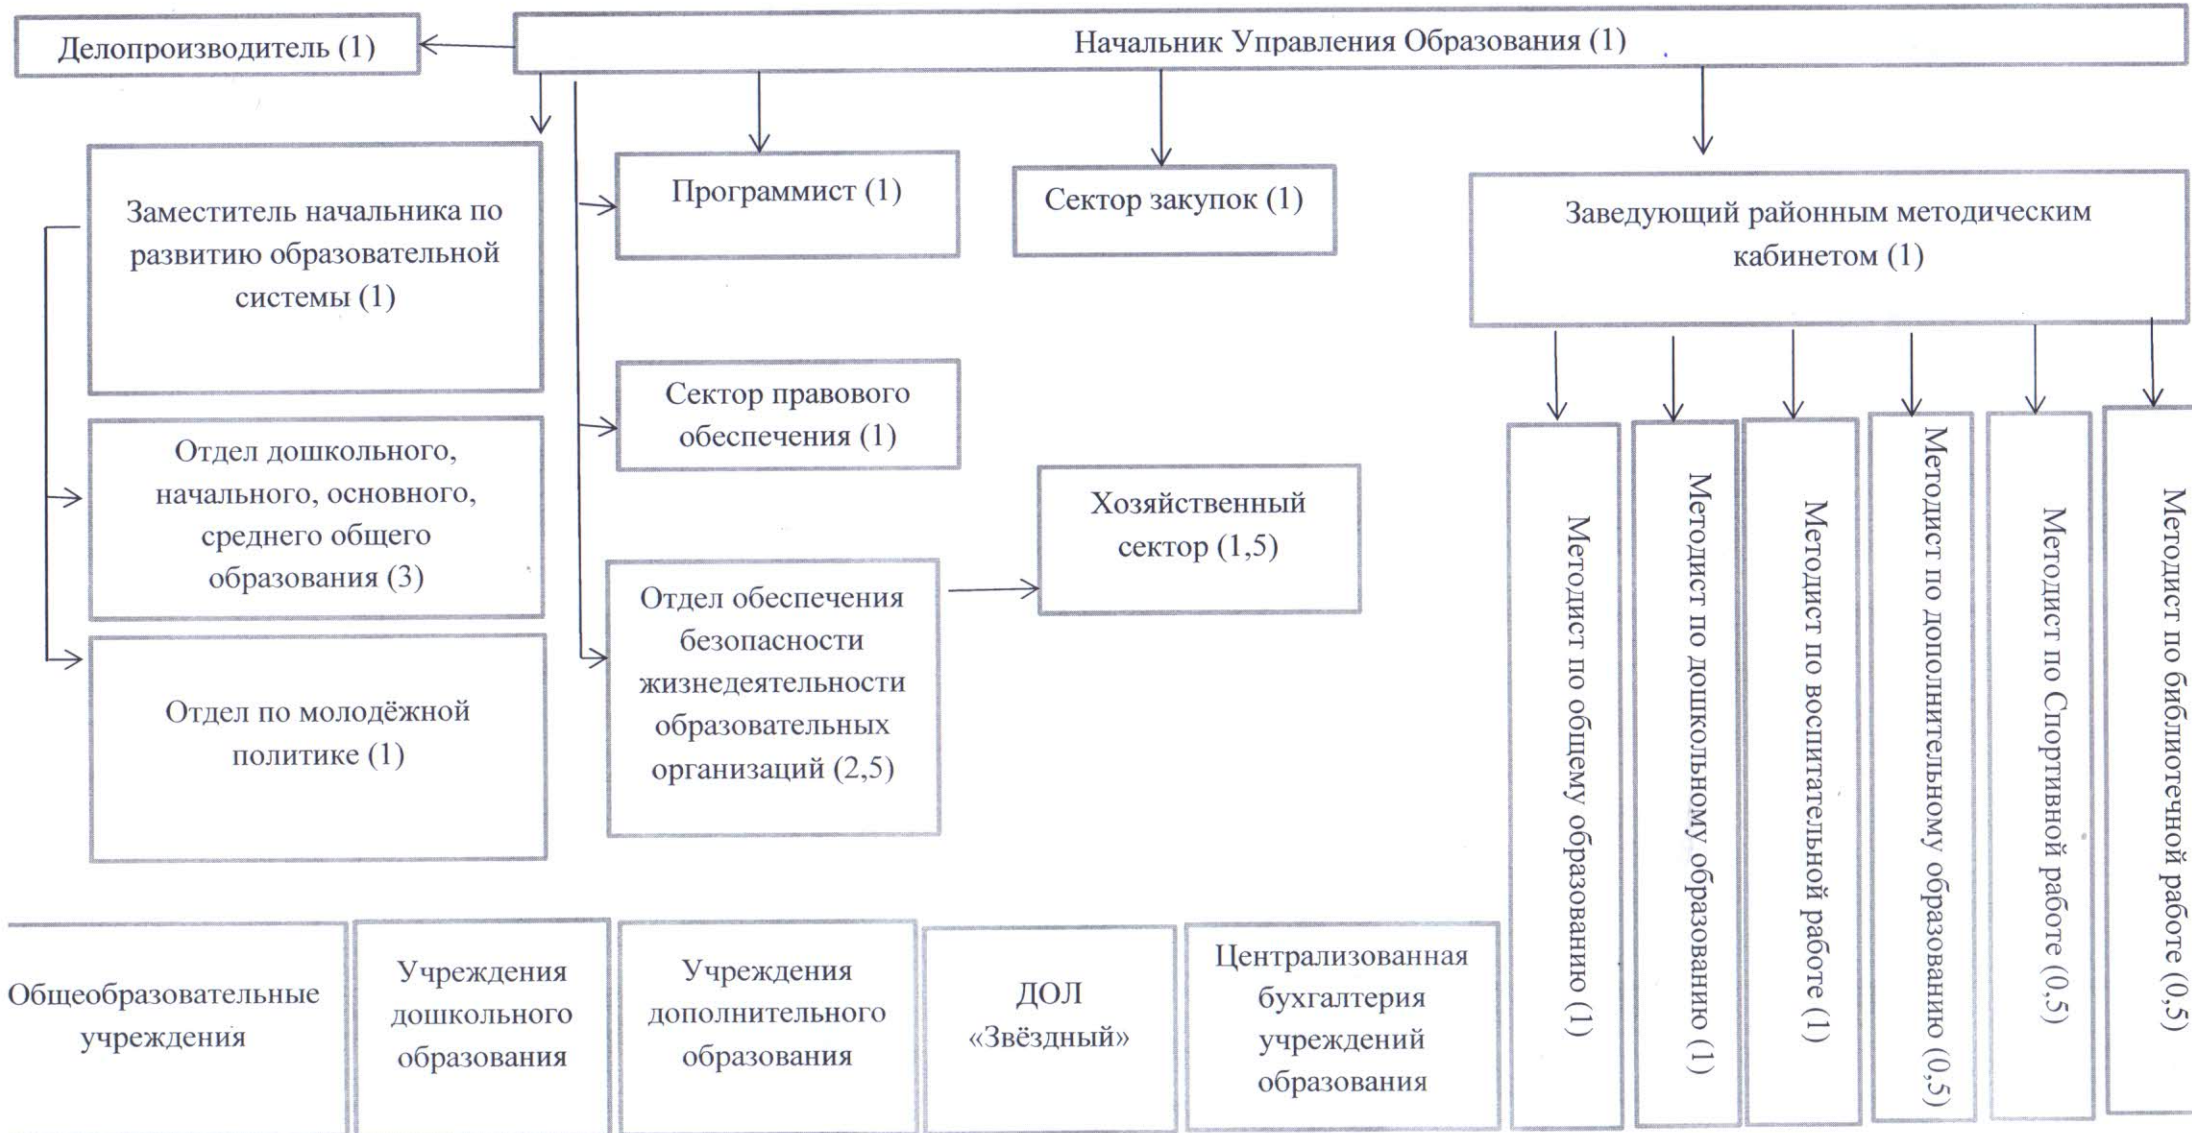 Делопроизводитель (1)
Начальник Управления Образования (1)
Заместитель начальника по
развитию образовательной
системы (1)
Программист (1)
Сектор закупок (1)
Заведующий районным методическим
кабинетом (1)
Сектор правового
обеспечения (1)
Отдел дошкольного,
начального, основного,
среднего общего
образования (3)
Хозяйственный
сектор (1,5)
Отдел обеспечения
безопасности
жизнедеятельности
образовательных
организаций (2,5)
Отдел по молодёжной
политике (1)
Методист по общему образованию (1)
Методист по дошкольному образованию (1)
Методист по воспитательной работе (1)
Методист по дополнительному образованию (0,5)
Методист по Спортивной работе (0,5)
Методист по библиотечной работе (0,5)
Общеобразовательные
учреждения
Учреждения
дошкольного
образования
Учреждения
дополнительного
образования
ДОЛ
«Звёздный»
Централизованная
бухгалтерия
учреждений
образования